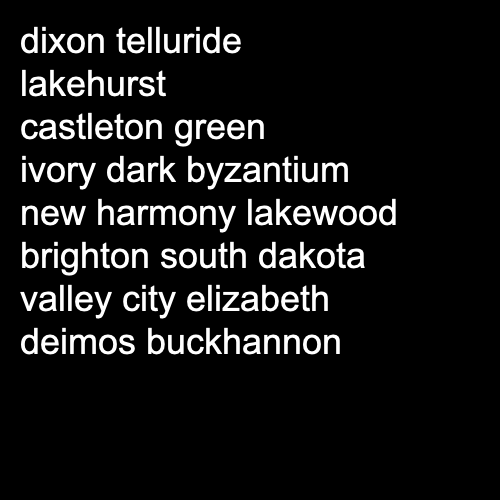 dixon telluride
lakehurst
castleton green
ivory dark byzantium
new harmony lakewood
brighton south dakota
valley city elizabeth
deimos buckhannon